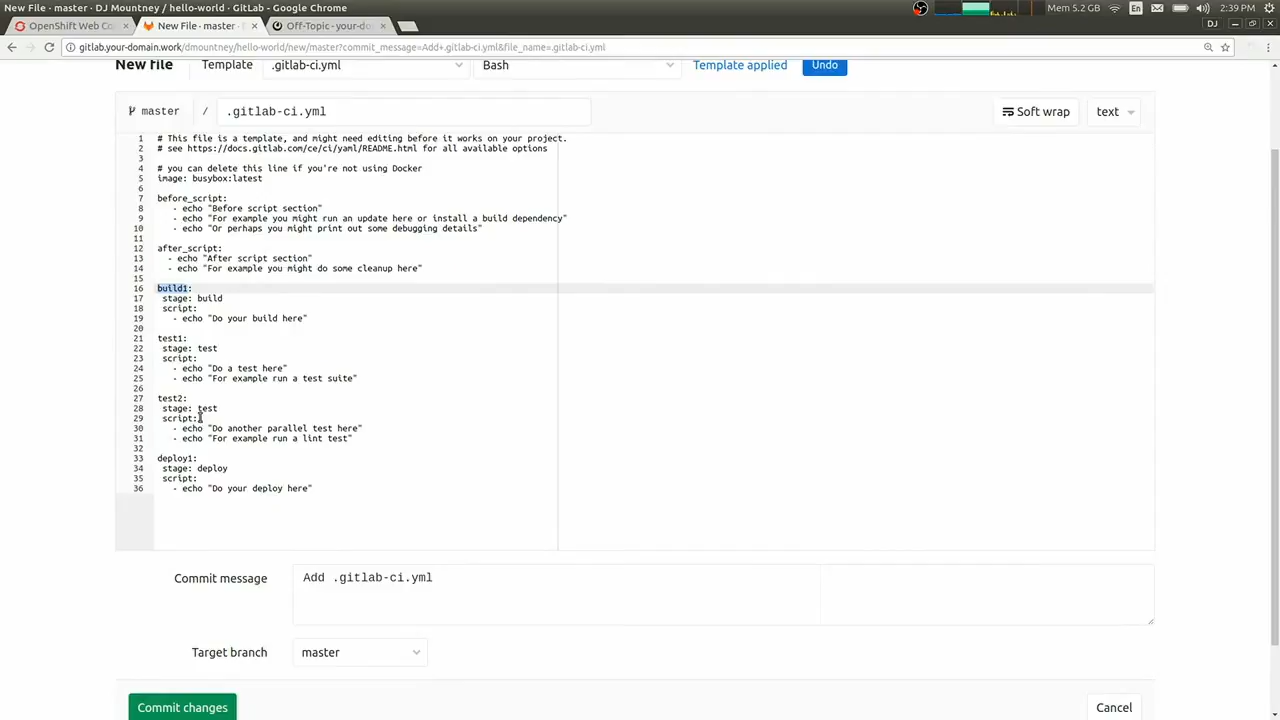 New File · master · DJ Mountney / hello-world · GitLab - Google Chrome
Mem 5.2 GB
En
2:39 PM
OpenShift Web Co
New File · master ·
Off-Topic - your-do
DJ
gitlab.your-domain.work/dmountney/hello-world/new/master?commit_message=Add+.gitlab-ci.yml&file_name=.gitlab-ci.yml
New file
Template
.gitlab-ci.yml
Bash
Template applied
Undo
master
/
.gitlab-ci.yml
Soft wrap
text
1 # This file is a template, and might need editing before it works on your project.
2 # see https://docs.gitlab.com/ce/ci/yaml/README.html for all available options
3
4 # you can delete this line if you're not using Docker
5 image: busybox:latest
6
7 before_script:
8 - echo "Before script section"
9 - echo "For example you might run an update here or install a build dependency"
10 - echo "Or perhaps you might print out some debugging details"
11
12 after_script:
13 - echo "After script section"
14 - echo "For example you might do some cleanup here"
15
16 build1:
17 stage: build
18 script:
19 - echo "Do your build here"
20
21 test1:
22 stage: test
23 script:
24 - echo "Do a test here"
25 - echo "For example run a test suite"
26
27 test2:
28 stage: test
29 script:
30 - echo "Do another parallel test here"
31 - echo "For example run a lint test"
32
33 deploy1:
34 stage: deploy
35 script:
36 - echo "Do your deploy here"
Commit message
Add .gitlab-ci.yml
Target branch
master
Commit changes
Cancel